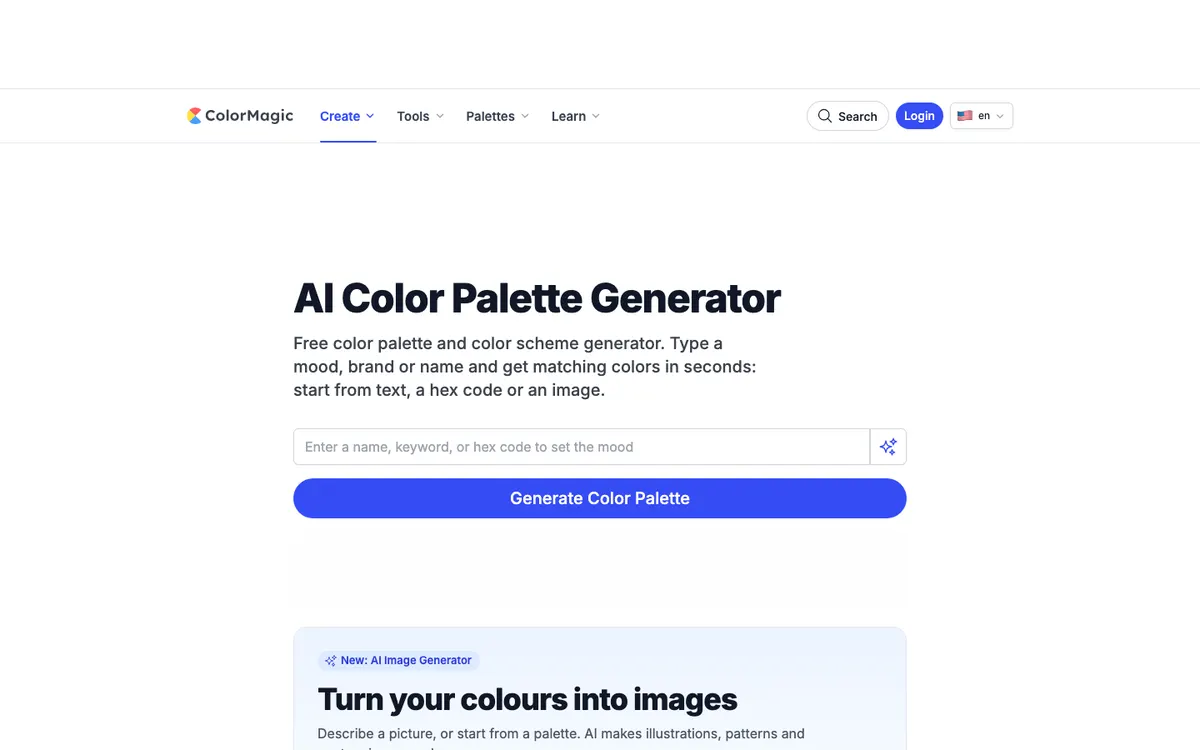 ColorMagic
Create
Tools
Palettes
Learn
Search
Login
en
AI Color Palette Generator
Free color palette and color scheme generator. Type a
mood, brand or name and get matching colors in seconds:
start from text, a hex code or an image.
Enter a name, keyword, or hex code to set the mood
Generate Color Palette
New: AI Image Generator
Turn your colours into images
Describe a picture, or start from a palette. AI makes illustrations, patterns and